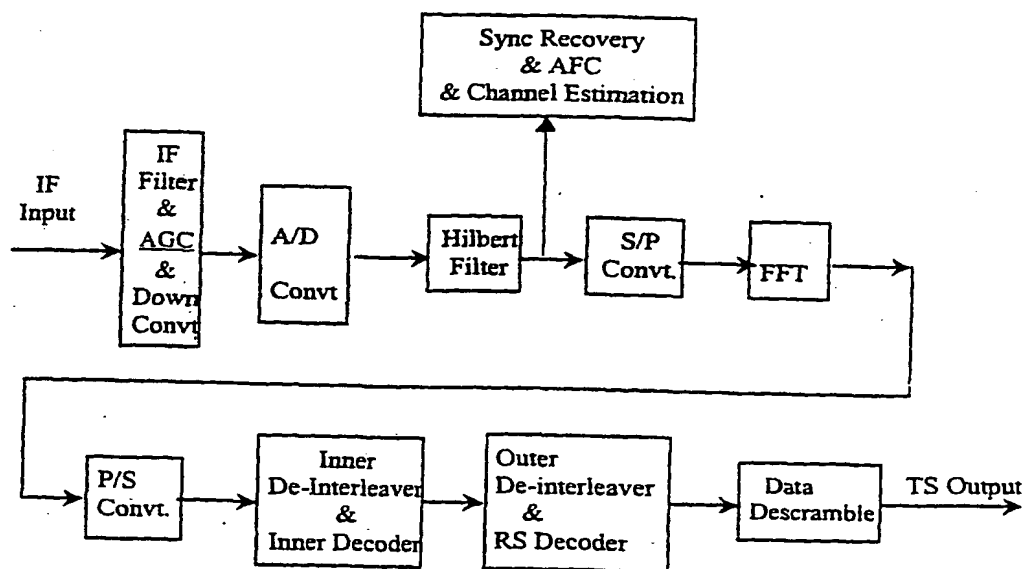 Sync Recovery
& AFC
& Channel Estimation
IF
Input
IF
Filter
&
AGC
&
Down
Convt
A/D
Convt
Hilbert
Filter
S/P
Convt.
FFT
P/S
Convt.
Inner
De-Interleaver
&
Inner Decoder
Outer
De-interleaver
&
RS Decoder
Data
Descramble
TS Output